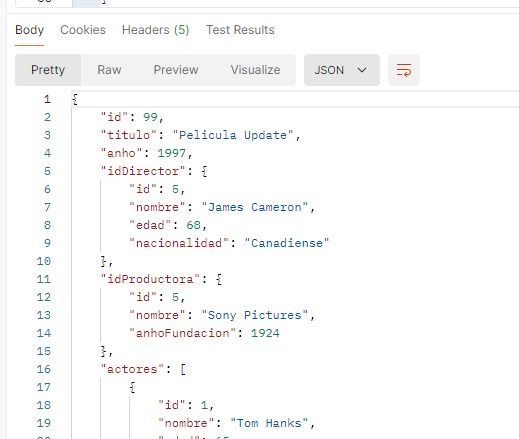 Body Cookies Headers (5) Test Results
Pretty Raw Preview Visualize JSON
1 {
2 "id": 99,
3 "titulo": "Pelicula Update",
4 "anho": 1997,
5 "idDirector": {
6 "id": 5,
7 "nombre": "James Cameron",
8 "edad": 68,
9 "nacionalidad": "Canadiense"
10 },
11 "idProductora": {
12 "id": 5,
13 "nombre": "Sony Pictures",
14 "anhoFundacion": 1924
15 },
16 "actores": [
17 {
18 "id": 1,
19 "nombre": "Tom Hanks",